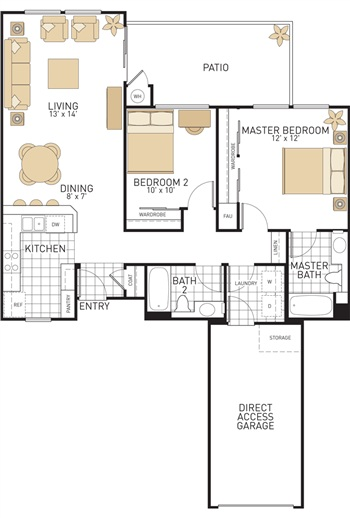 PATIO
WH
LIVING
13' x 14'
MASTER BEDROOM
12' x 12'
WARDROBE
BEDROOM 2
10' x 10'
DINING
8' x 7'
WARDROBE
FAU
DW
KITCHEN
LINEN
MASTER
BATH
REF
PANTRY
COAT
ENTRY
BATH
2
LAUNDRY
W
D
STORAGE
DIRECT
ACCESS
GARAGE